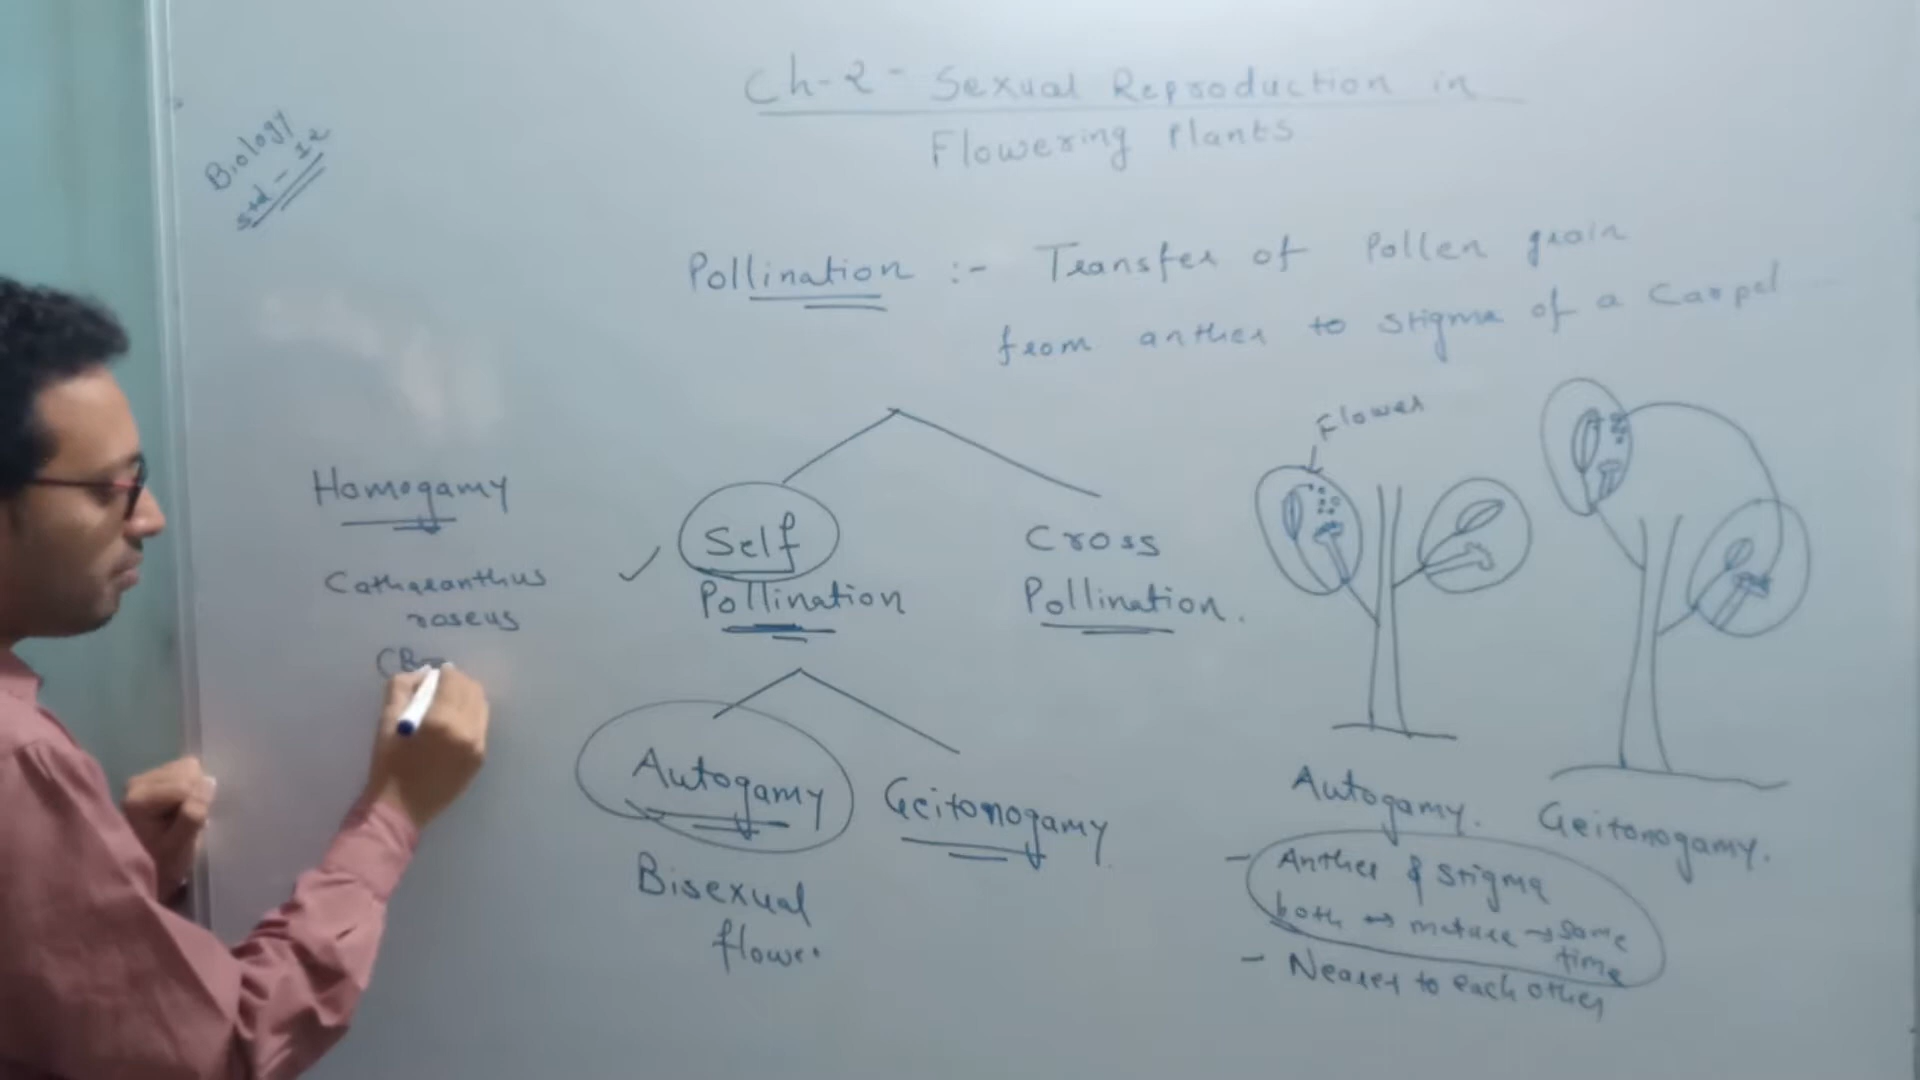 Biology
std - 12
Ch-2 - Sexual Reproduction in
Flowering Plants
Pollination :- Transfer of Pollen grain
from anther to stigma of a Carpel
Homogamy
Catharanthus
roseus
Self
Pollination
Cross
Pollination.
Autogamy
Bisexual
flower
Geitonogamy
Flower
Autogamy.
- Anther & stigma
both → mature → same
time
- Nearer to each other
Geitonogamy.